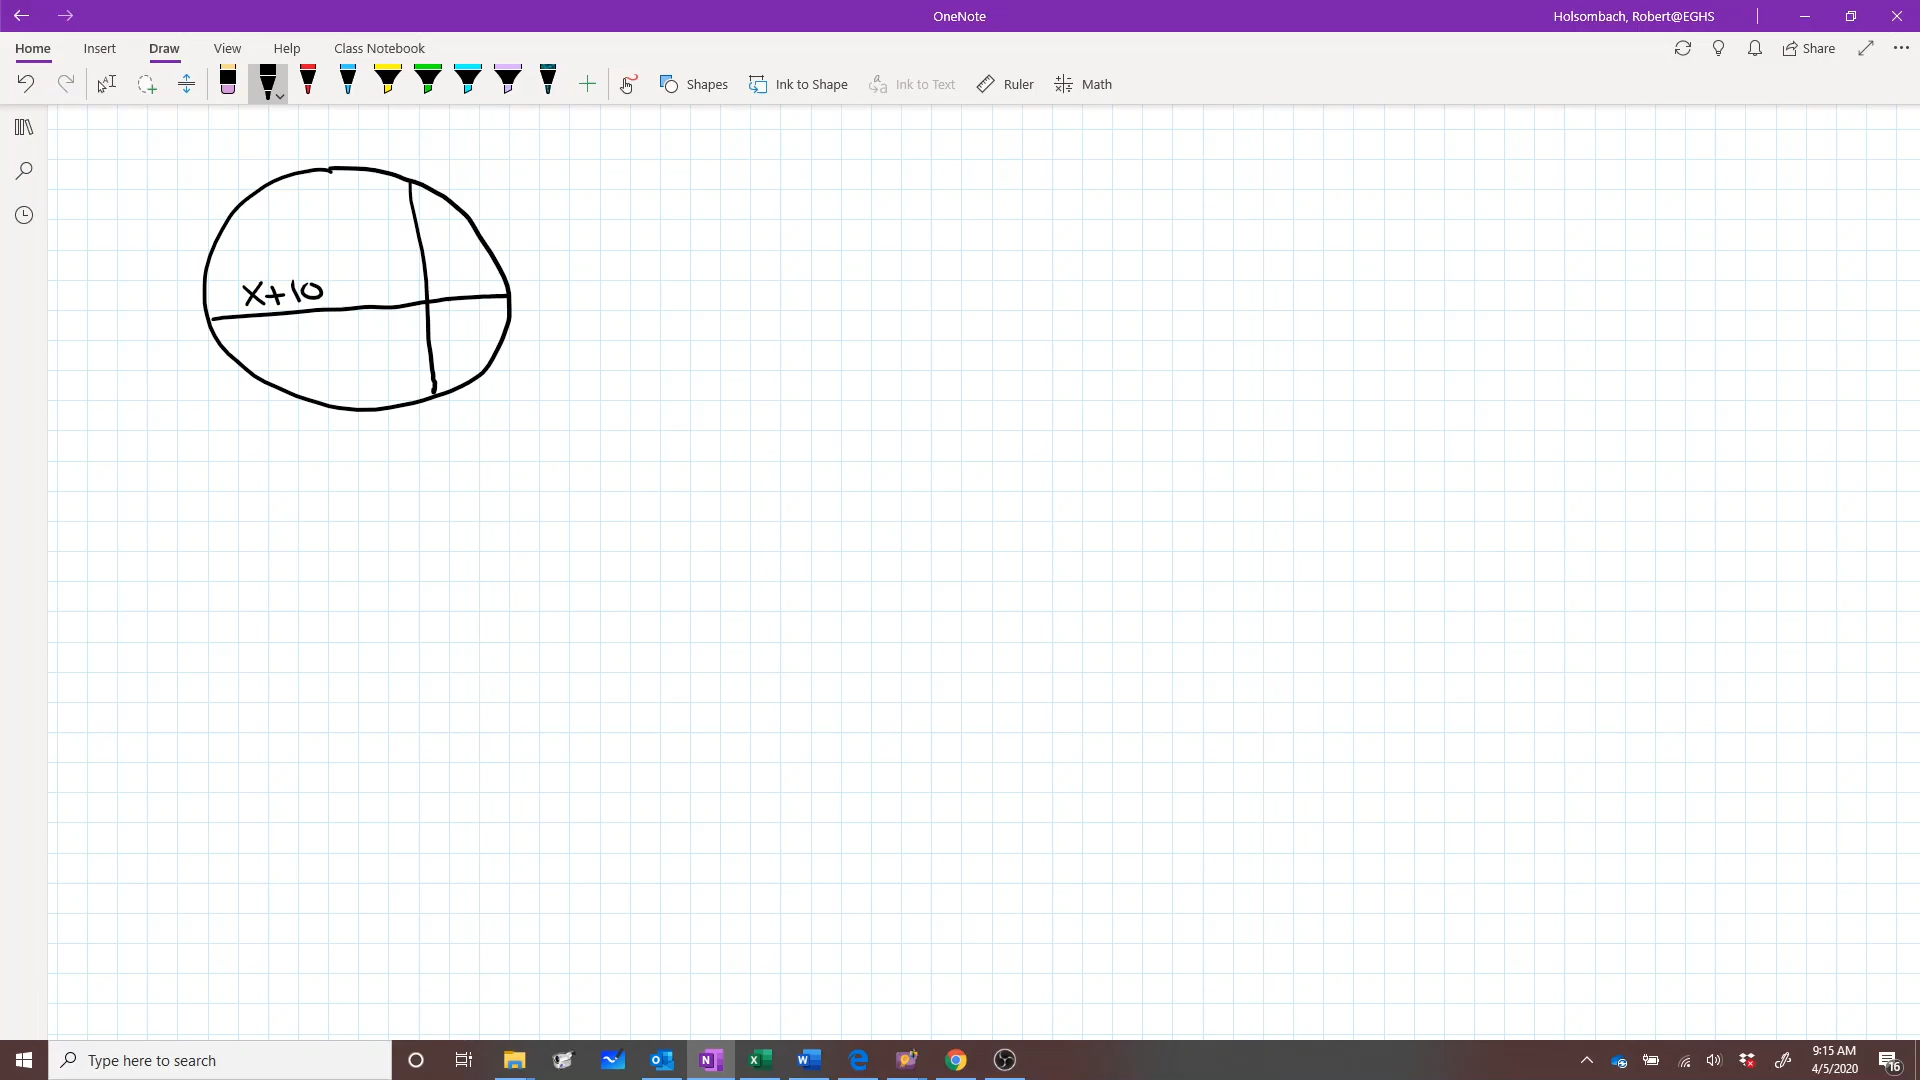 OneNote
Holsombach, Robert@EGHS
Home Insert Draw View Help Class Notebook
Share
Shapes Ink to Shape Ink to Text Ruler Math
x+10
Type here to search
9:15 AM
4/5/2020
16